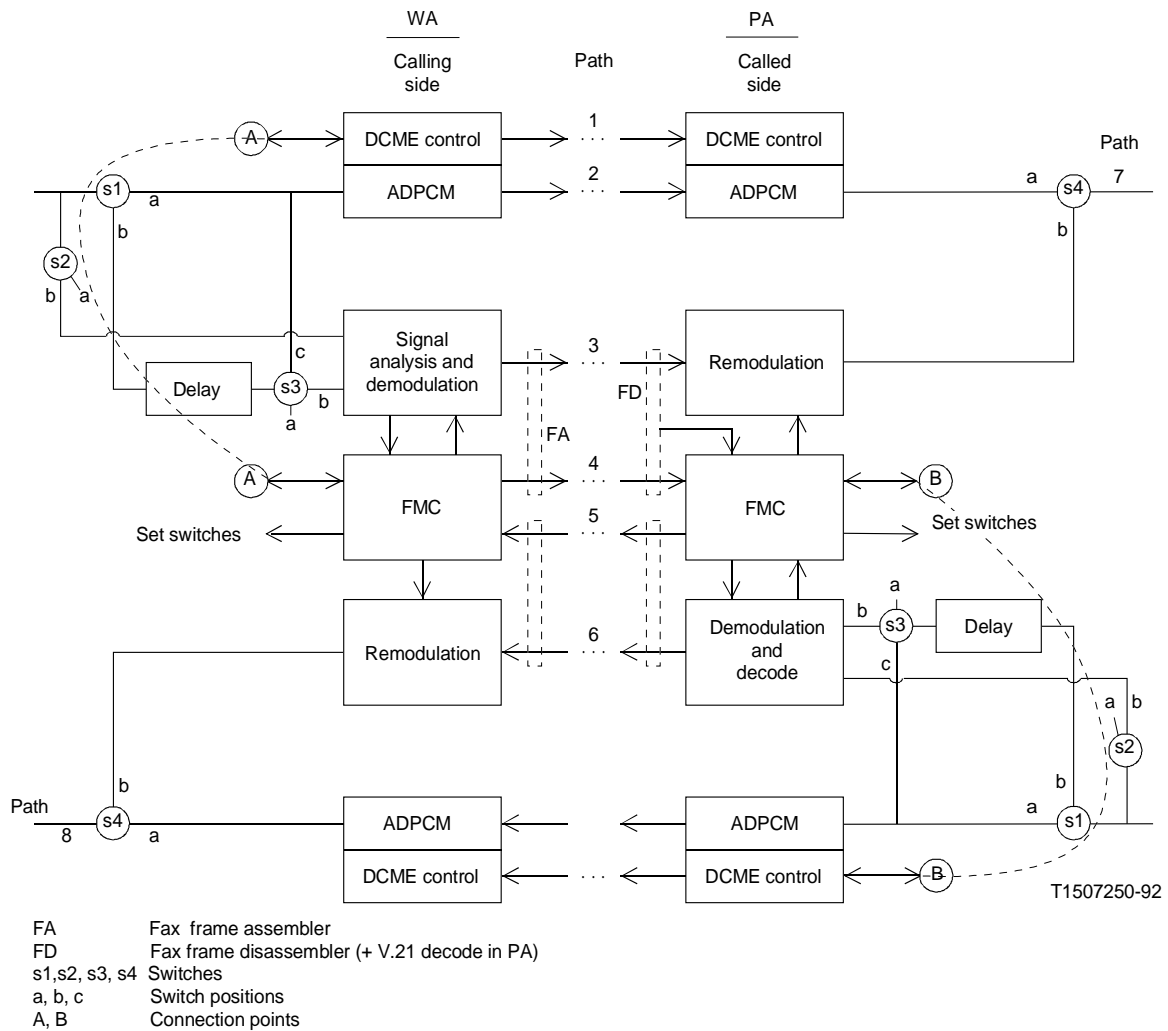 WA
PA
Calling
side
Path
Called
side
A
DCME control
1
. . .
DCME control
Path
s1
a
ADPCM
2
. . .
ADPCM
a
s4
7
b
b
s2
b
a
Signal
analysis and
demodulation
3
. . .
Remodulation
c
Delay
s3
b
a
FD
FA
A
FMC
4
. . .
FMC
B
Set switches
5
. . .
Set switches
Remodulation
6
. . .
Demodulation
and
decode
a
b
s3
Delay
c
a
b
s2
b
b
Path
s4
8
a
ADPCM
ADPCM
a
s1
DCME control
. . .
DCME control
B
T1507250-92
FA Fax frame assembler
FD Fax frame disassembler (+ V.21 decode in PA)
s1,s2, s3, s4 Switches
a, b, c Switch positions
A, B Connection points